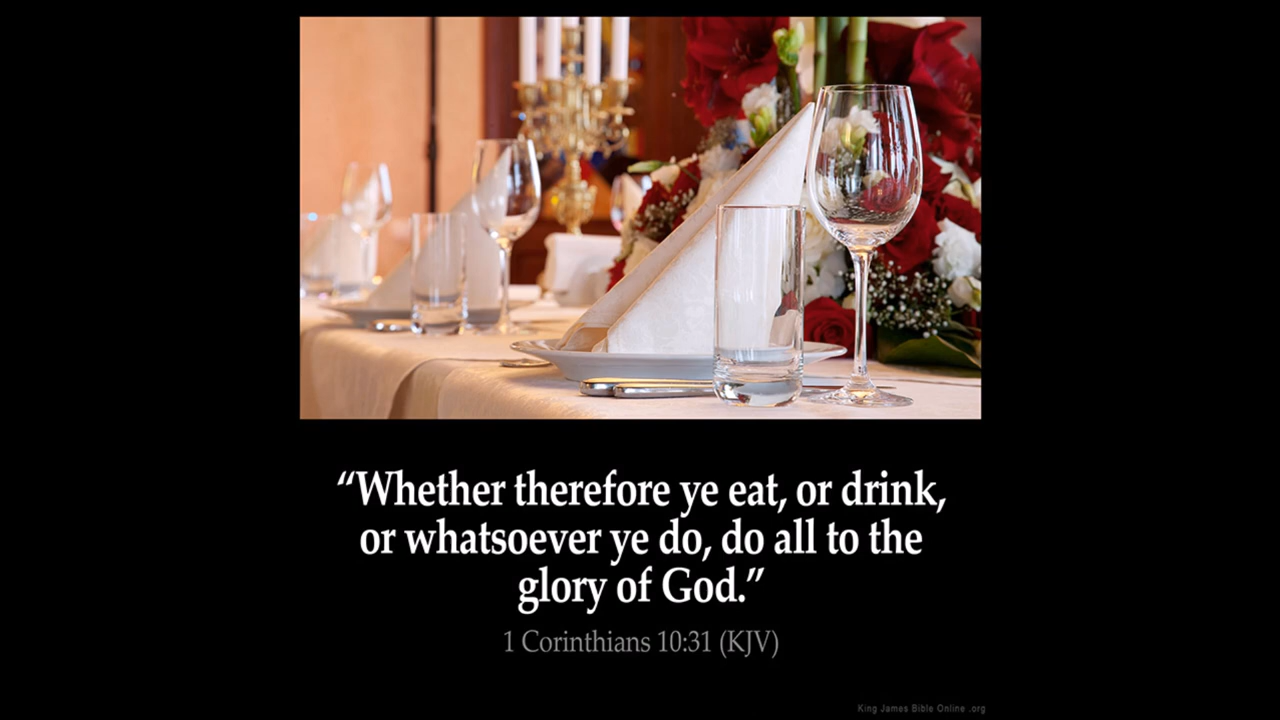 “Whether therefore ye eat, or drink,
or whatsoever ye do, do all to the
glory of God.”
1 Corinthians 10:31 (KJV)
King James Bible Online .org